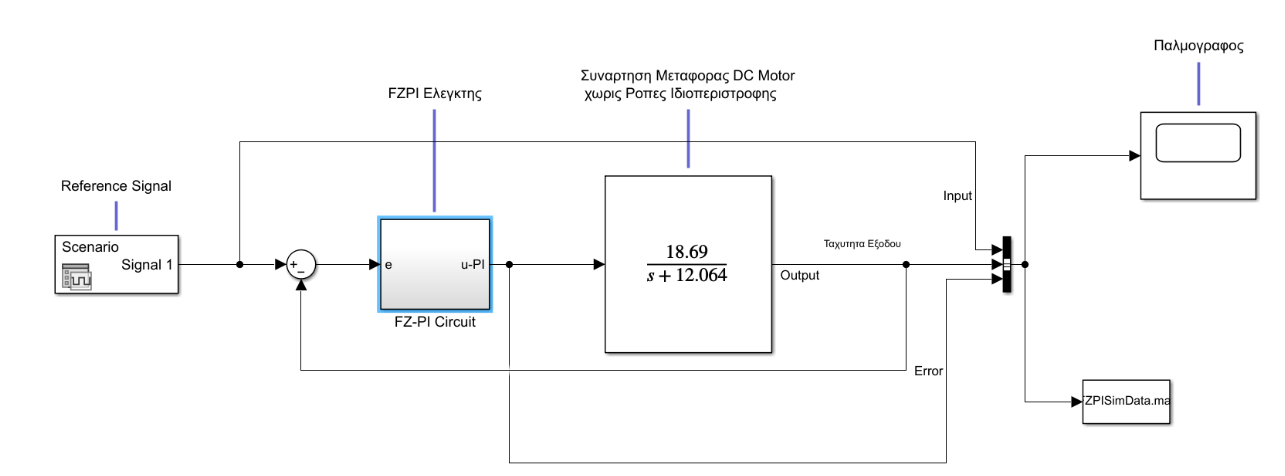 Παλμογραφος
Συναρτηση Μεταφορας DC Motor
χωρις Ροπες Ιδιοπεριστροφης
FZPI Ελεγκτης
Reference Signal
Input
Scenario
Signal 1
+
−
e
u-PI
18.69
s + 12.064
Ταχυτητα Εξοδου
Output
FZ-PI Circuit
Error
ZPISimData.ma